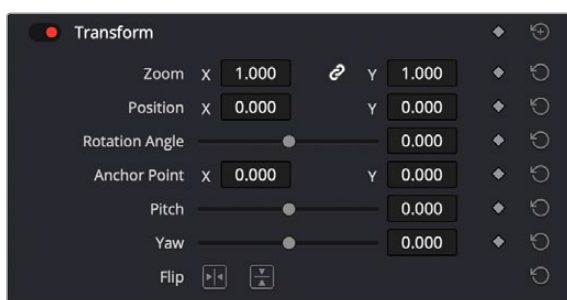 Transform
Zoom X 1.000 Y 1.000
Position X 0.000 Y 0.000
Rotation Angle 0.000
Anchor Point X 0.000 Y 0.000
Pitch 0.000
Yaw 0.000
Flip